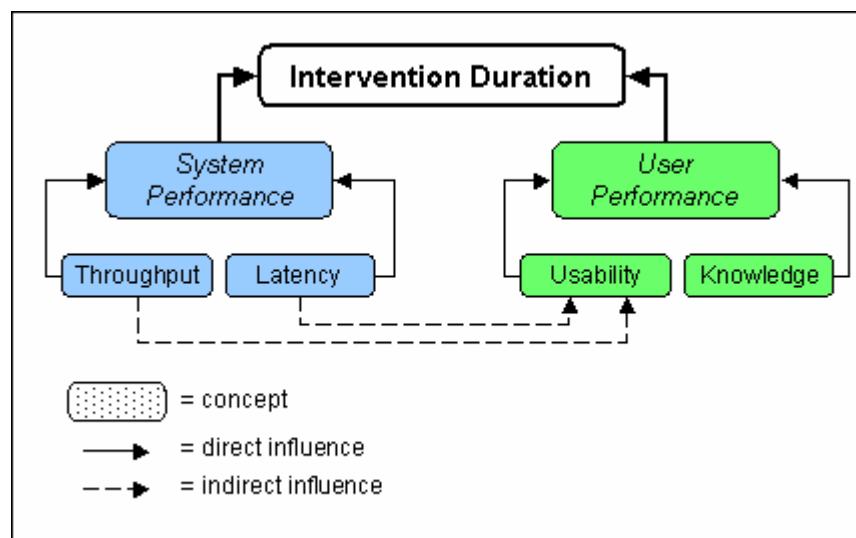 Intervention Duration
System
Performance
User
Performance
Throughput
Latency
Usability
Knowledge
= concept
= direct influence
= indirect influence